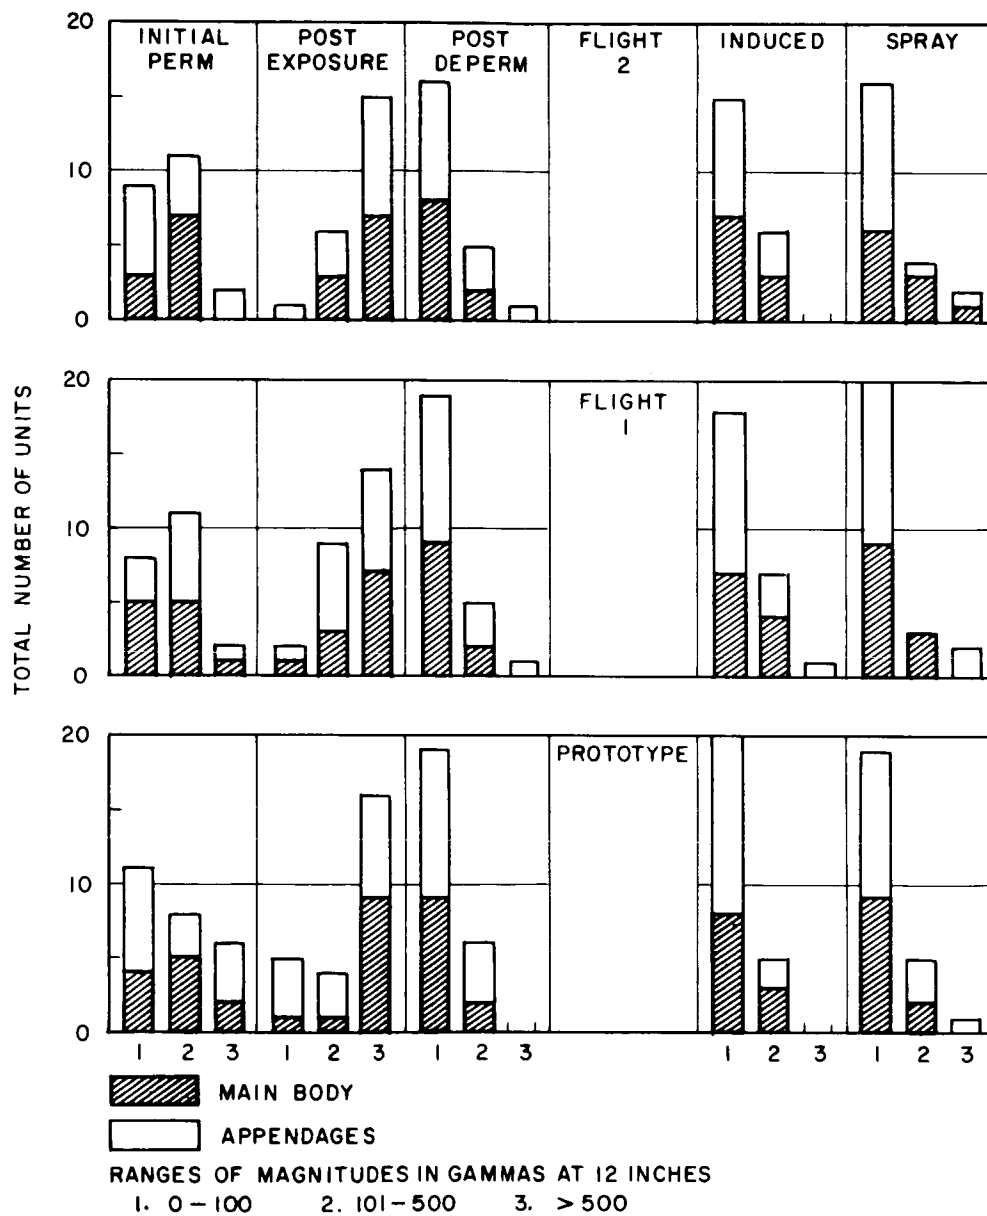 20
INITIAL PERM
POST EXPOSURE
POST DEPERM
FLIGHT 2
INDUCED
SPRAY
10
0
TOTAL NUMBER OF UNITS
20
FLIGHT 1
10
0
20
PROTOTYPE
10
0
1 2 3 1 2 3 1 2 3 1 2 3 1 2 3
MAIN BODY
APPENDAGES
RANGES OF MAGNITUDES IN GAMMAS AT 12 INCHES
1. 0-100 2. 101-500 3. >500